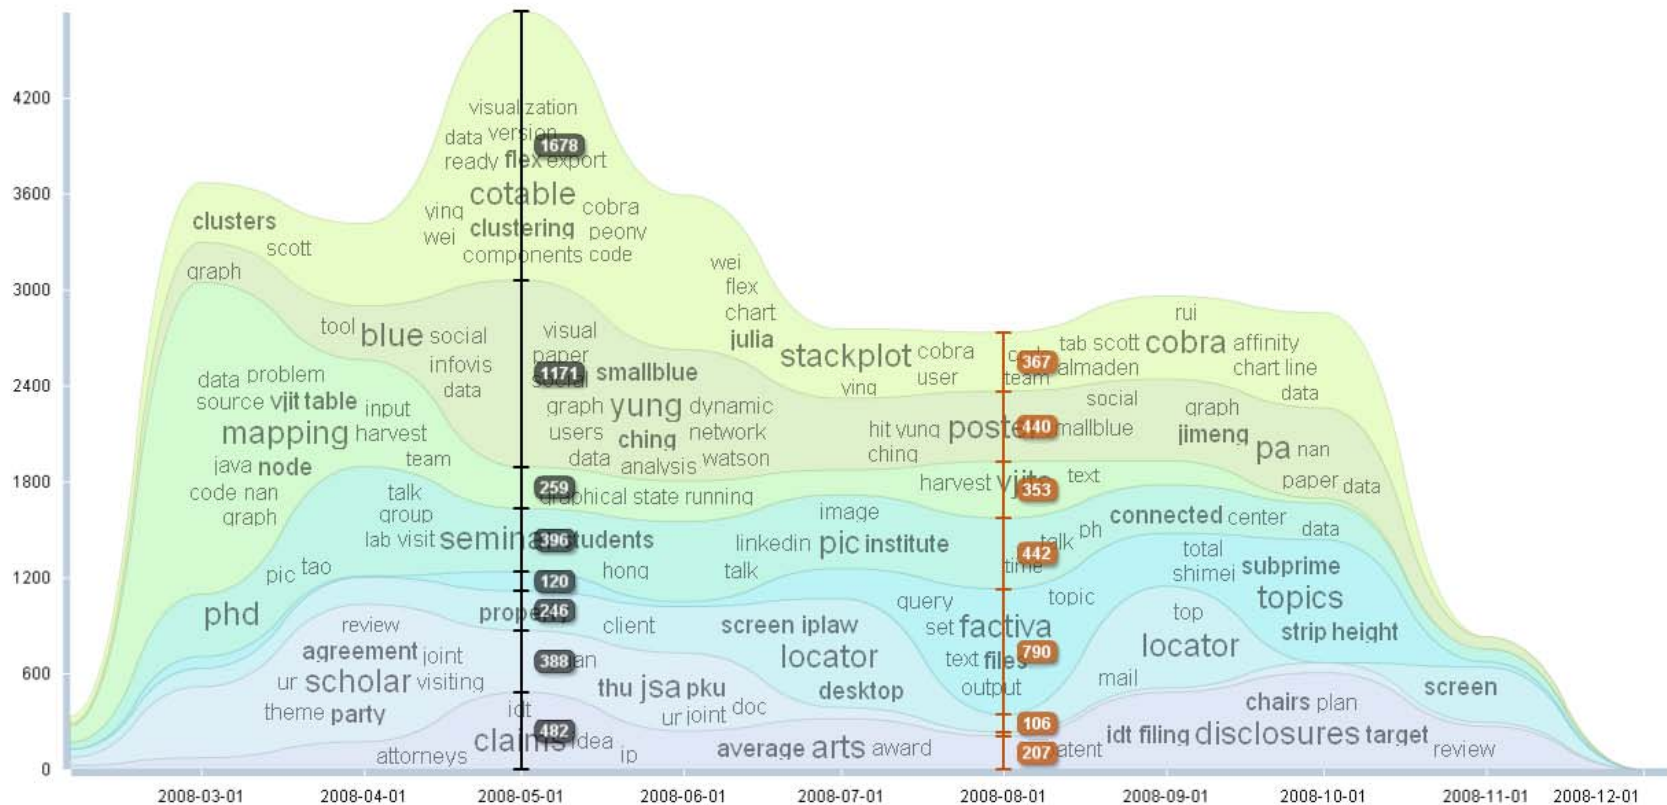 visualization
data version
4200
1678
ready flex export
3600
cotable
ying cobra
clusters
clustering peony
wei
scott
components code
graph
wei
3000
flex
chart
rui
tool blue social
visual
julia
stackplot cobra
tab scott cobra affinity
paper
367
infovis
1171
smallblue
almaden
chart line
data problem
social
user
team
2400
data
ying
data
source vjit table input
graph yung dynamic
social
graph
mapping harvest
users ching network
hit yung
440
smallblue
jimeng
pa nan
java node
team
data analysis watson
ching
1800
code nan
talk
259
graphical state running
harvest
353
text
paper data
graph
group
image
connected center
lab visit
396
students
linkedin pic institute
ph
data
talk
442
total
pic tao
hong
talk
time
shimei subprime
1200
120
query
topic
topics
phd
246
client
screen iplaw
set factiva
top
strip height
review
agreement joint
388
locator
text files
790
locator
600
ur scholar visiting
thu jsa pku
desktop
output
mail
screen
theme party
idt
ur joint doc
106
chairs plan
482
claims idea
idt filing disclosures target
attorneys
ip
average arts award
207
review
0
2008-03-01 2008-04-01 2008-05-01 2008-06-01 2008-07-01 2008-08-01 2008-09-01 2008-10-01 2008-11-01 2008-12-01